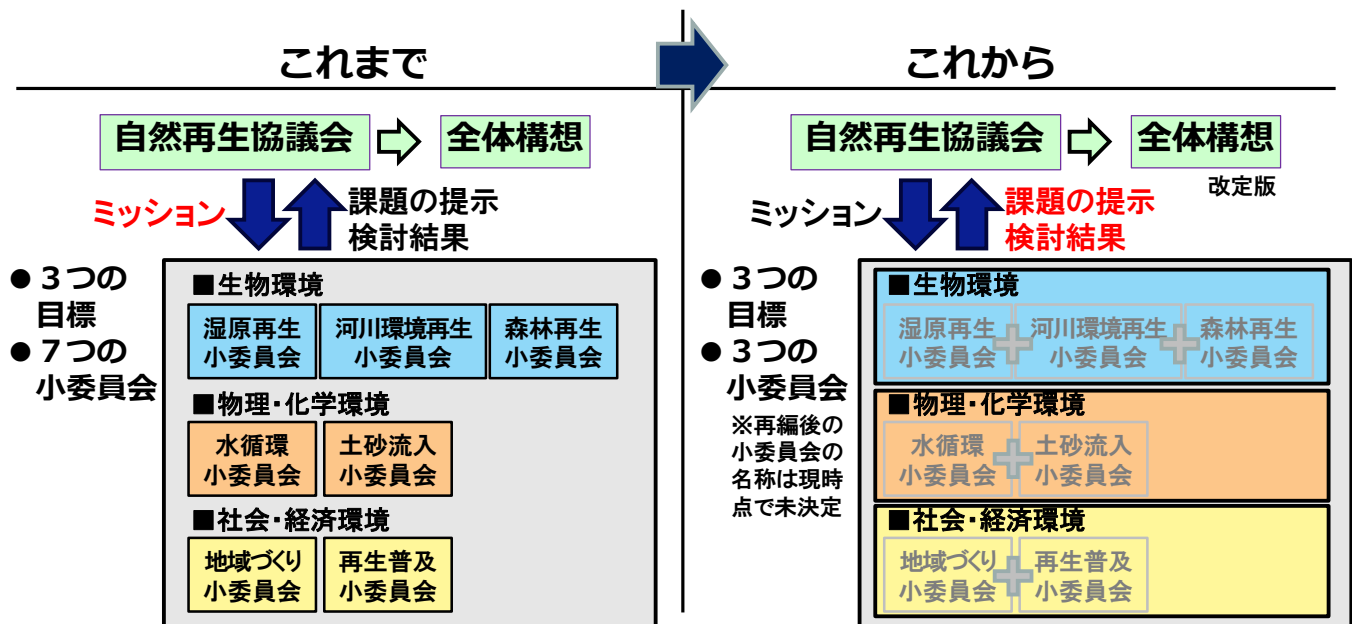 これまで
自然再生協議会
全体構想
ミッション
課題の提示
検討結果
● ３つの
目標
● ７つの
小委員会
■生物環境
湿原再生
小委員会
河川環境再生
小委員会
森林再生
小委員会
■物理・化学環境
水循環
小委員会
土砂流入
小委員会
■社会・経済環境
地域づくり
小委員会
再生普及
小委員会
これから
自然再生協議会
全体構想
改定版
ミッション
課題の提示
検討結果
● ３つの
目標
● ３つの
小委員会
※再編後の
小委員会の
名称は現時
点で未決定
■生物環境
湿原再生
小委員会
河川環境再生
小委員会
森林再生
小委員会
■物理・化学環境
水循環
小委員会
土砂流入
小委員会
■社会・経済環境
地域づくり
小委員会
再生普及
小委員会